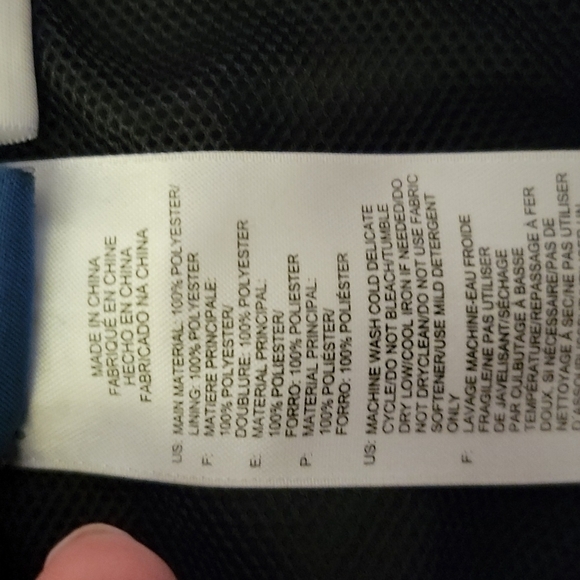 MADE IN CHINA
FABRIQUÉ EN CHINE
HECHO EN CHINA
FABRICADO NA CHINA
US: MAIN MATERIAL: 100% POLYESTER/
LINING: 100% POLYESTER
F: MATIÈRE PRINCIPALE:
100% POLYESTER/
DOUBLURE: 100% POLYESTER
E: MATERIAL PRINCIPAL:
100% POLIÉSTER/
FORRO: 100% POLIESTER
P: MATERIAL PRINCIPAL:
100% POLIÉSTER/
FORRO: 100% POLIÉSTER
US: MACHINE WASH COLD DELICATE
CYCLE/DO NOT BLEACH/TUMBLE
DRY LOW/COOL IRON IF NEEDED/DO
NOT DRYCLEAN/DO NOT USE FABRIC
SOFTENER/USE MILD DETERGENT
ONLY
F: LAVAGE MACHINE-EAU FROIDE
FRAGILE/NE PAS UTILISER
DE JAVELISANT/SÉCHAGE
PAR CULBUTAGE À BASSE
TEMPÉRATURE/REPASSAGE À FER
DOUX, SI NÉCESSAIRE/PAS DE
NETTOYAGE À SEC/NE PAS UTILISER